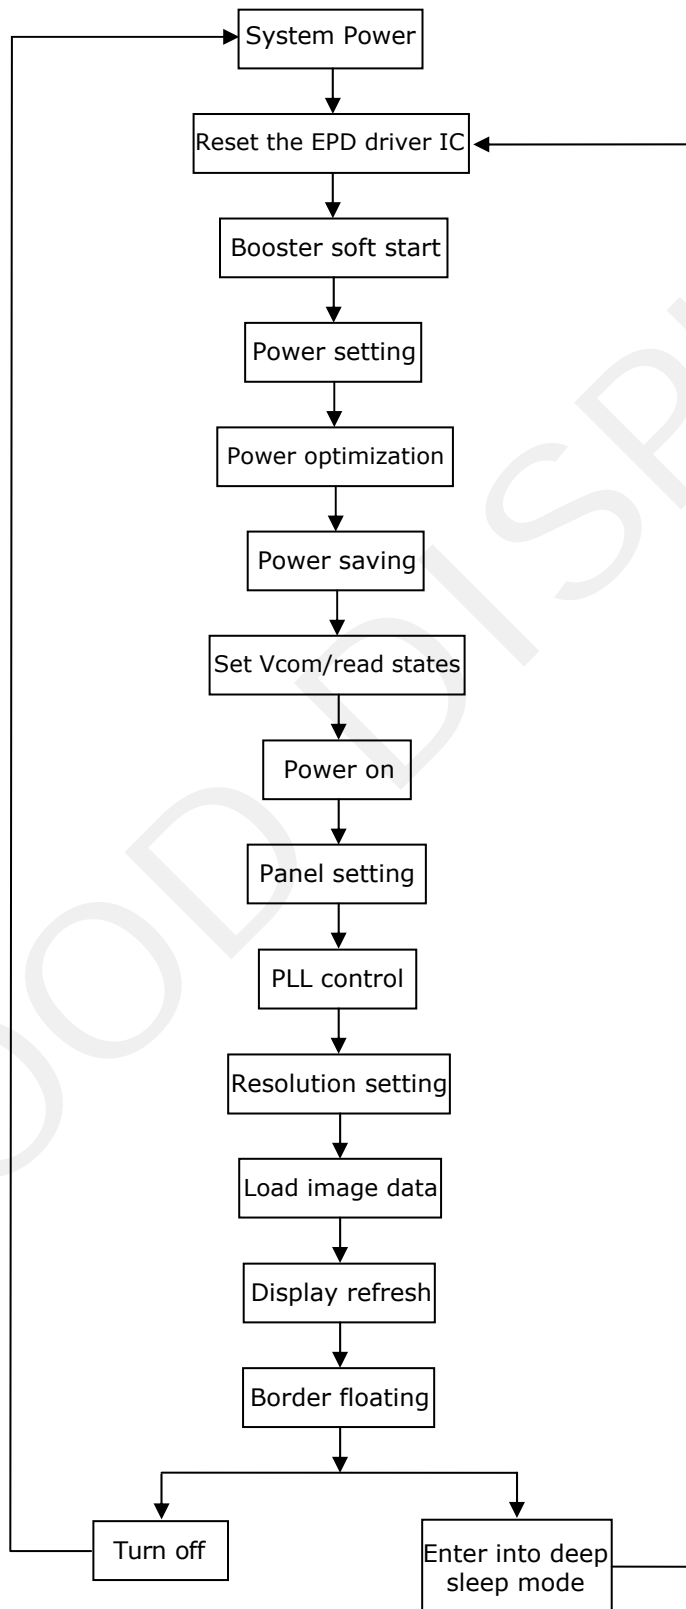 System Power
Reset the EPD driver IC
Booster soft start
Power setting
Power optimization
Power saving
Set Vcom/read states
Power on
Panel setting
PLL control
Resolution setting
Load image data
Display refresh
Border floating
Turn off
Enter into deep
sleep mode
OOD DISP